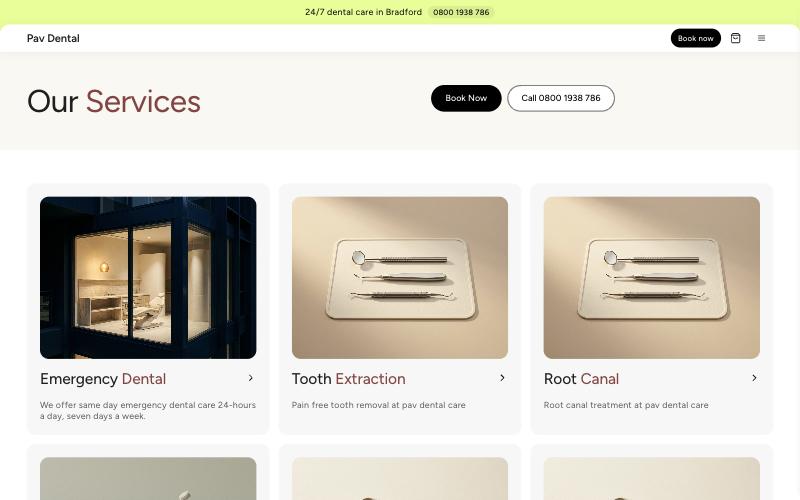 24/7 dental care in Bradford 0800 1938 786
Pav Dental
Book now
Our Services
Book Now
Call 0800 1938 786
Emergency Dental
We offer same day emergency dental care 24-hours
a day, seven days a week.
Tooth Extraction
Pain free tooth removal at pav dental care
Root Canal
Root canal treatment at pav dental care